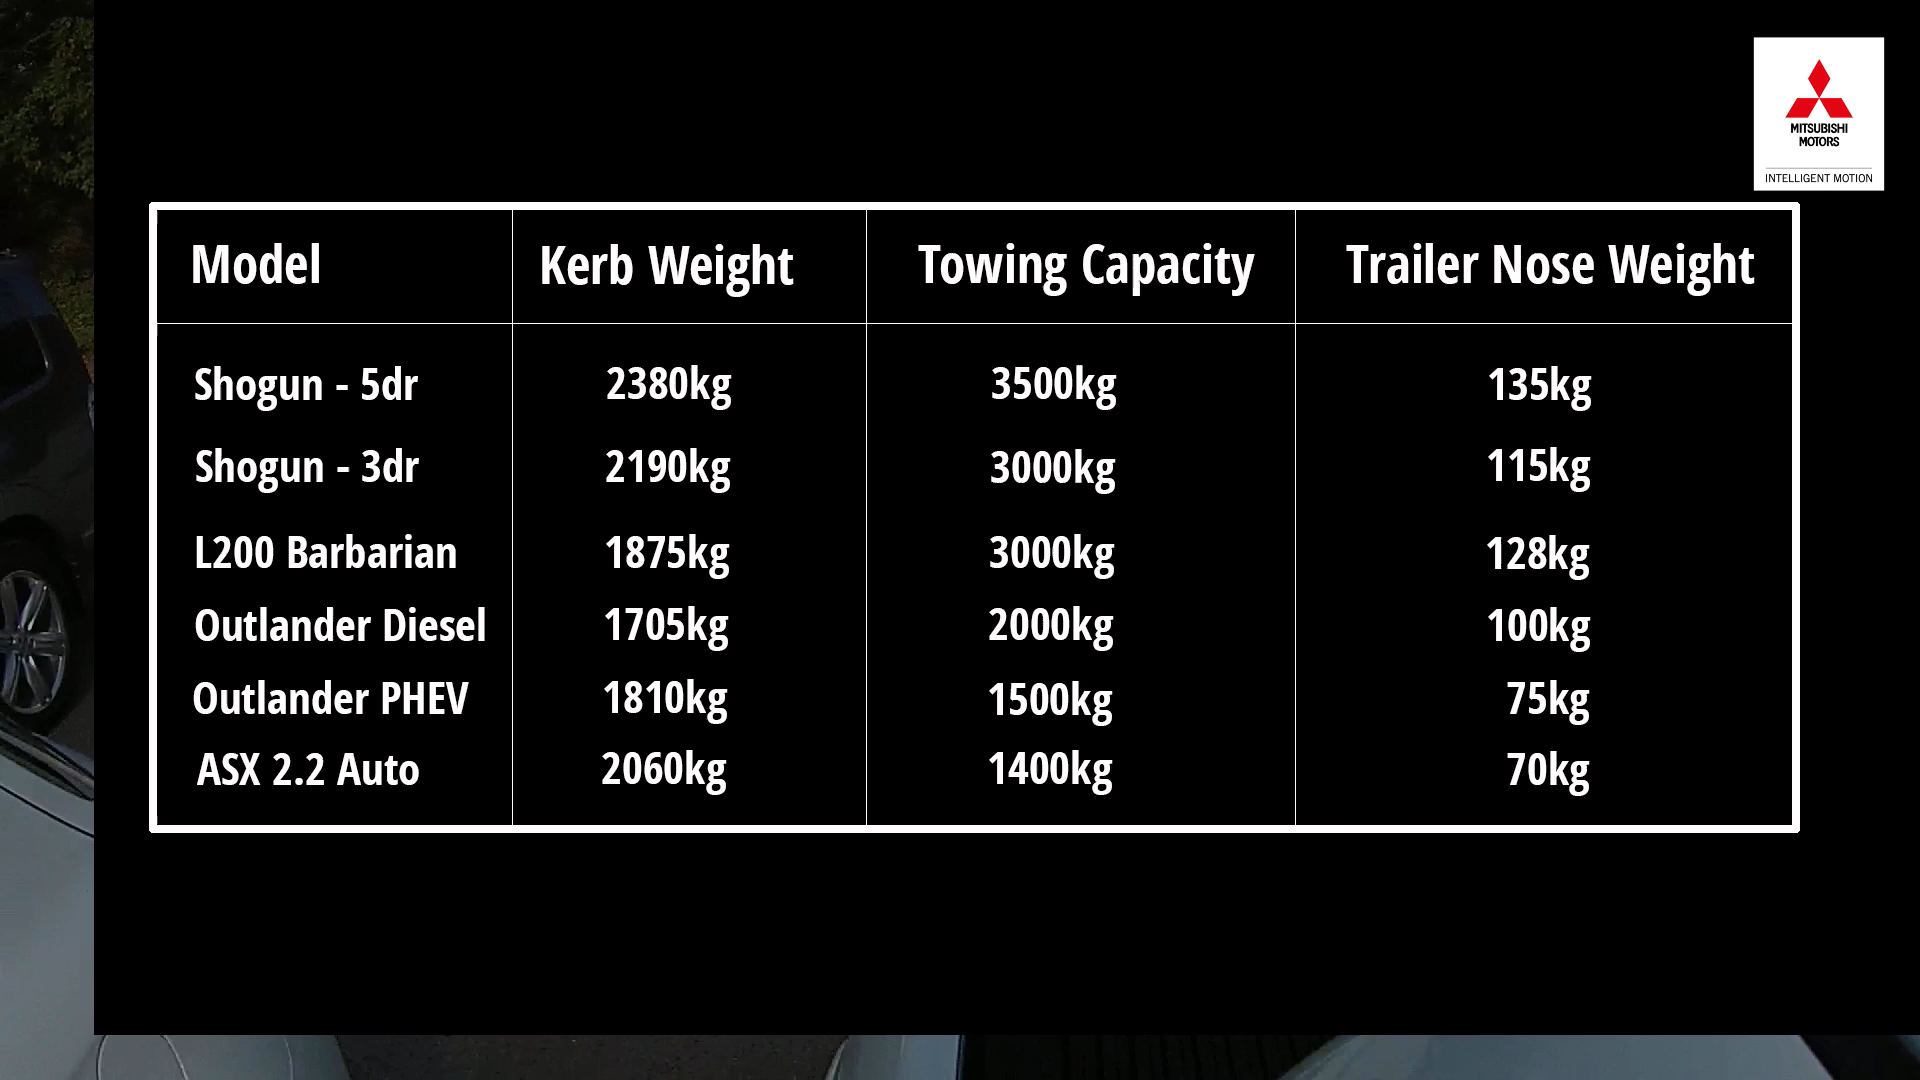 MITSUBISHI
MOTORS
INTELLIGENT MOTION
Model Kerb Weight Towing Capacity Trailer Nose Weight
Shogun - 5dr 2380kg 3500kg 135kg
Shogun - 3dr 2190kg 3000kg 115kg
L200 Barbarian 1875kg 3000kg 128kg
Outlander Diesel 1705kg 2000kg 100kg
Outlander PHEV 1810kg 1500kg 75kg
ASX 2.2 Auto 2060kg 1400kg 70kg